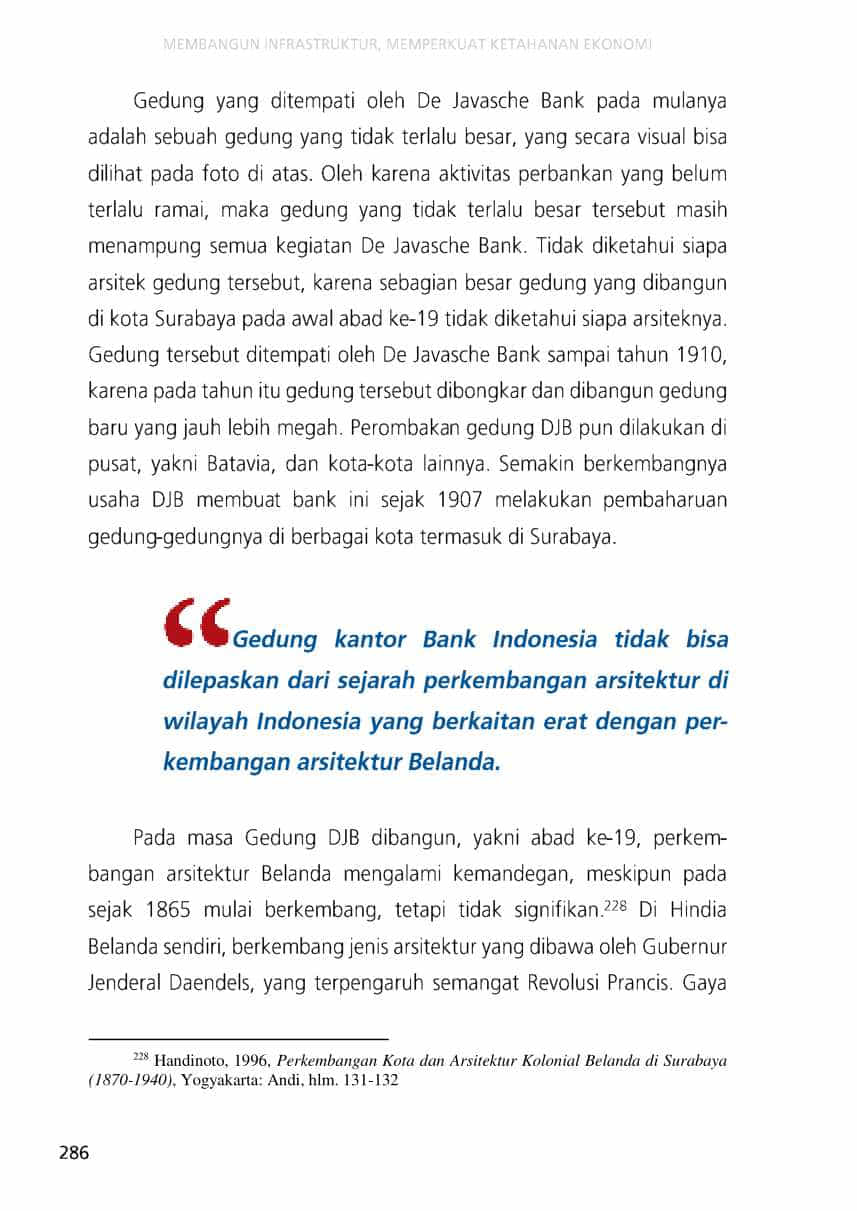 MEMBANGUN INFRASTRUKTUR, MEMPERKUAT KETAHANAN EKONOMI
Gedung yang ditempati oleh De Javasche Bank pada mulanya
adalah sebuah gedung yang tidak terlalu besar, yang secara visual bisa
dilihat pada foto di atas. Oleh karena aktivitas perbankan yang belum
terlalu ramai, maka gedung yang tidak terlalu besar tersebut masih
menampung semua kegiatan De Javasche Bank. Tidak diketahui siapa
arsitek gedung tersebut, karena sebagian besar gedung yang dibangun
di kota Surabaya pada awal abad ke-19 tidak diketahui siapa arsiteknya.
Gedung tersebut ditempati oleh De Javasche Bank sampai tahun 1910,
karena pada tahun itu gedung tersebut dibongkar dan dibangun gedung
baru yang jauh lebih megah. Perombakan gedung DJB pun dilakukan di
pusat, yakni Batavia, dan kota-kota lainnya. Semakin berkembangnya
usaha DJB membuat bank ini sejak 1907 melakukan pembaharuan
gedung-gedungnya di berbagai kota termasuk di Surabaya.
“Gedung kantor Bank Indonesia tidak bisa
dilepaskan dari sejarah perkembangan arsitektur di
wilayah Indonesia yang berkaitan erat dengan per-
kembangan arsitektur Belanda.
Pada masa Gedung DJB dibangun, yakni abad ke-19, perkem-
bangan arsitektur Belanda mengalami kemandegan, meskipun pada
sejak 1865 mulai berkembang, tetapi tidak signifikan.228 Di Hindia
Belanda sendiri, berkembang jenis arsitektur yang dibawa oleh Gubernur
Jenderal Daendels, yang terpengaruh semangat Revolusi Prancis. Gaya
228 Handinoto, 1996, Perkembangan Kota dan Arsitektur Kolonial Belanda di Surabaya
(1870-1940), Yogyakarta: Andi, hlm. 131-132
286